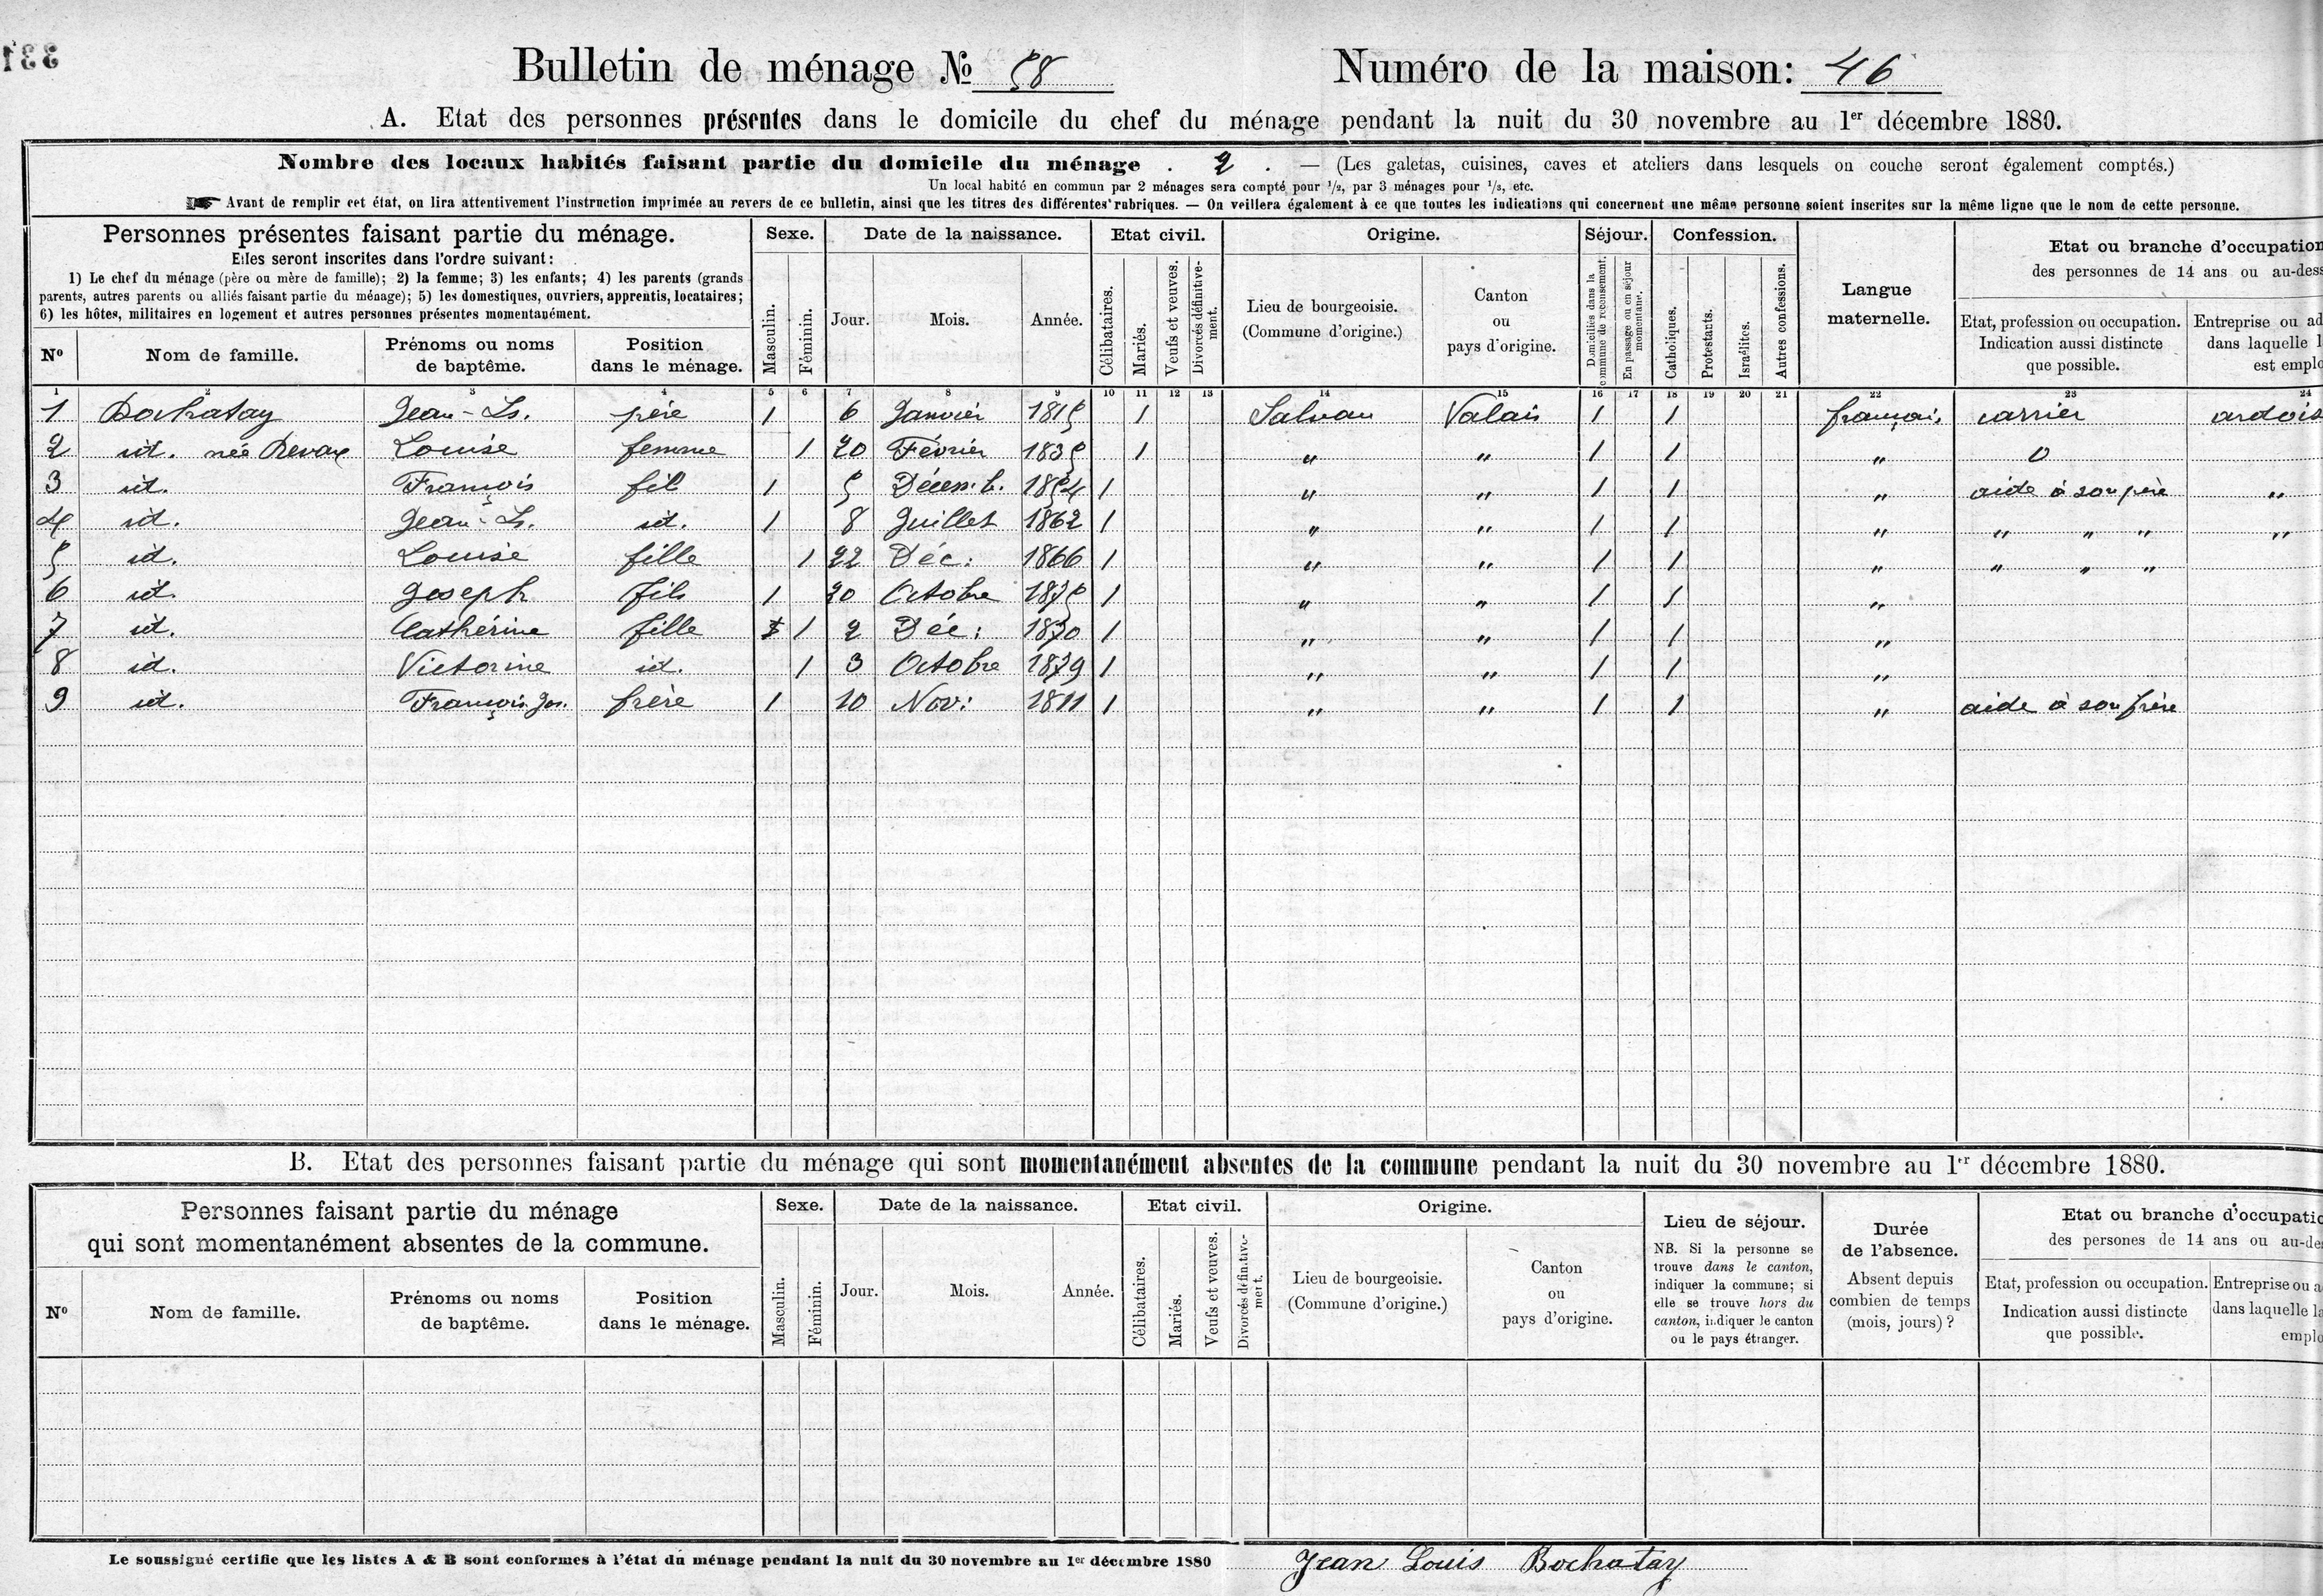 331
Bulletin de ménage № 58 Numéro de la maison: 46
A. Etat des personnes présentes dans le domicile du chef du ménage pendant la nuit du 30 novembre au 1er décembre 1880.
Nombre des locaux habités faisant partie du domicile du ménage . 2 . — (Les galetas, cuisines, caves et ateliers dans lesquels on couche seront également comptés.)
Un local habité en commun par 2 ménages sera compté pour 1/2, par 3 ménages pour 1/3, etc.
☛ Avant de remplir cet état, on lira attentivement l'instruction imprimée au revers de ce bulletin, ainsi que les titres des différentes rubriques. — On veillera également à ce que toutes les indications qui concernent une même personne soient inscrites sur la même ligne que le nom de cette personne.
Personnes présentes faisant partie du ménage. Sexe. Date de la naissance. Etat civil. Origine. Séjour. Confession. Langue maternelle. Etat ou branche d'occupation
Elles seront inscrites dans l'ordre suivant: des personnes de 14 ans ou au-dess
1) Le chef du ménage (père ou mère de famille); 2) la femme; 3) les enfants; 4) les parents (grands
parents, autres parents ou alliés faisant partie du ménage); 5) les domestiques, ouvriers, apprentis, locataires;
6) les hôtes, militaires en logement et autres personnes présentes momentanément.
N° Nom de famille. Prénoms ou noms de baptême. Position dans le ménage. Masculin. Féminin. Jour. Mois. Année. Célibataires. Mariés. Veufs et veuves. Divorcés définitivement. Lieu de bourgeoisie. (Commune d'origine.) Canton ou pays d'origine. Domiciliés dans la commune de recensement. En passage ou en séjour momentané. Catholiques. Protestants. Israélites. Autres confessions. Etat, profession ou occupation. Indication aussi distincte que possible. Entreprise ou ad dans laquelle l est emplo
1 2 3 4 5 6 7 8 9 10 11 12 13 14 15 16 17 18 19 20 21 22 23 24
1 Bochatay Jean-Ls. père 1 6 Janvier 1815 1 Salvan Valais 1 1 français carrier ardois
2 id. née Revaz Louise femme 1 20 Février 1835 1 " " 1 1 " 0
3 id. François fil 1 5 Décemb. 1854 1 " " 1 1 " aide à son père "
4 id. Jean-Ls. id. 1 8 Juillet 1862 1 " " 1 1 " " " " "
5 id. Louise fille 1 22 Déc: 1866 1 " " 1 1 " " " "
6 id. Joseph fils 1 20 Octobre 1875 1 " " 1 1 "
7 id. Cathérine fille 1 2 Déc: 1870 1 " " 1 1 "
8 id. Victorine id. 1 3 Octobre 1879 1 " " 1 1 "
9 id. François Jos. frère 1 10 Nov: 1811 1 " " 1 1 " aide à son frère
B. Etat des personnes faisant partie du ménage qui sont momentanément absentes de la commune pendant la nuit du 30 novembre au 1er décembre 1880.
Personnes faisant partie du ménage qui sont momentanément absentes de la commune. Sexe. Date de la naissance. Etat civil. Origine. Lieu de séjour. Durée de l'absence. Etat ou branche d'occupatio
des persones de 14 ans ou au-de
NB. Si la personne se trouve dans le canton, indiquer la commune; si elle se trouve hors du canton, indiquer le canton ou le pays étranger. Absent depuis combien de temps (mois, jours)?
N° Nom de famille. Prénoms ou noms de baptême. Position dans le ménage. Masculin. Féminin. Jour. Mois. Année. Célibataires. Mariés. Veufs et veuves. Divorcés définitivement. Lieu de bourgeoisie. (Commune d'origine.) Canton ou pays d'origine. Etat, profession ou occupation. Indication aussi distincte que possible. Entreprise ou a dans laquelle la emplo
Le soussigné certifie que les listes A & B sont conformes à l'état du ménage pendant la nuit du 30 novembre au 1er décembre 1880 Jean Louis Bochatay